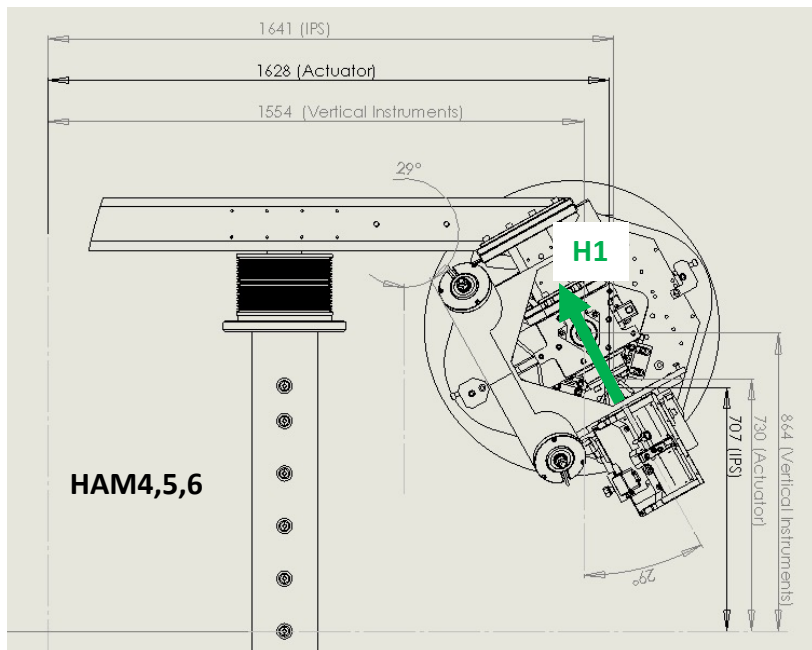 1641 (IPS)
1628 (Actuator)
1554 (Vertical Instruments)
29°
H1
HAM4,5,6
707 (IPS)
730 (Actuator)
864 (Vertical Instruments)
29°